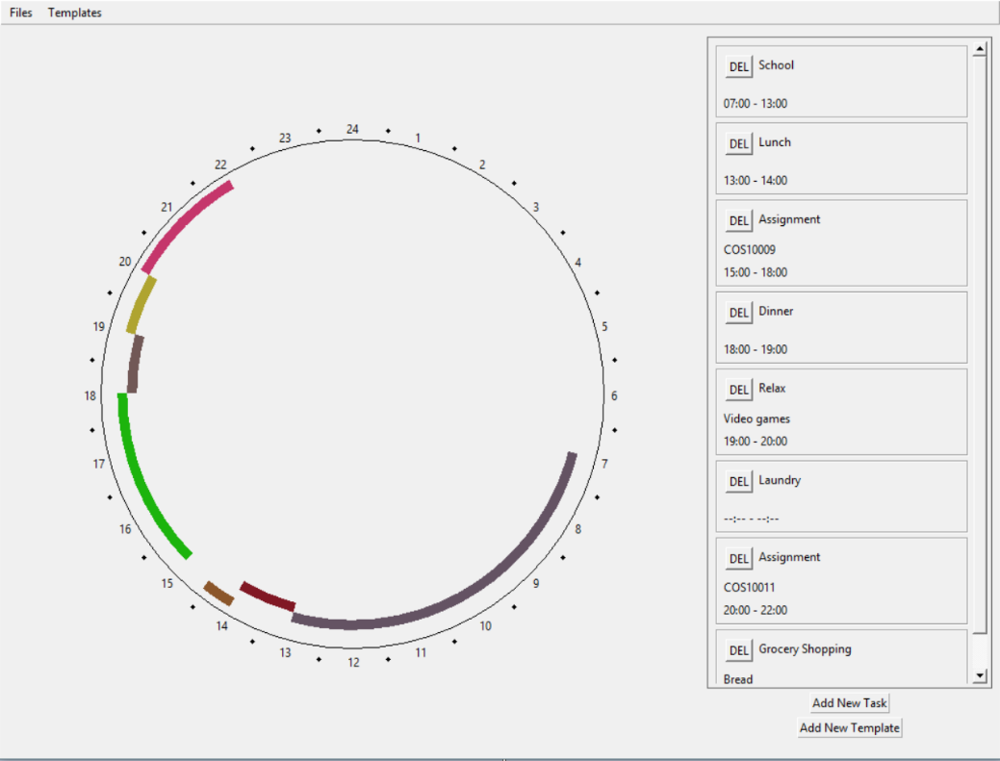 Files Templates
24
1
2
3
4
5
6
7
8
9
10
11
12
13
14
15
16
17
18
19
20
21
22
23
DEL School
07:00 - 13:00
DEL Lunch
13:00 - 14:00
DEL Assignment
COS10009
15:00 - 18:00
DEL Dinner
18:00 - 19:00
DEL Relax
Video games
19:00 - 20:00
DEL Laundry
--:-- - --:--
DEL Assignment
COS10011
20:00 - 22:00
DEL Grocery Shopping
Bread
Add New Task
Add New Template